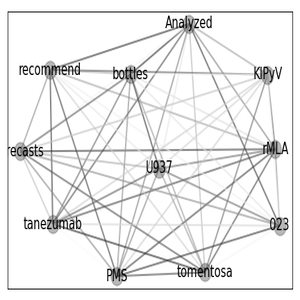 Analyzed
recommend
bottles
KIPyV
recasts
rMLA
U937
tanezumab
023
PMS
tomentosa